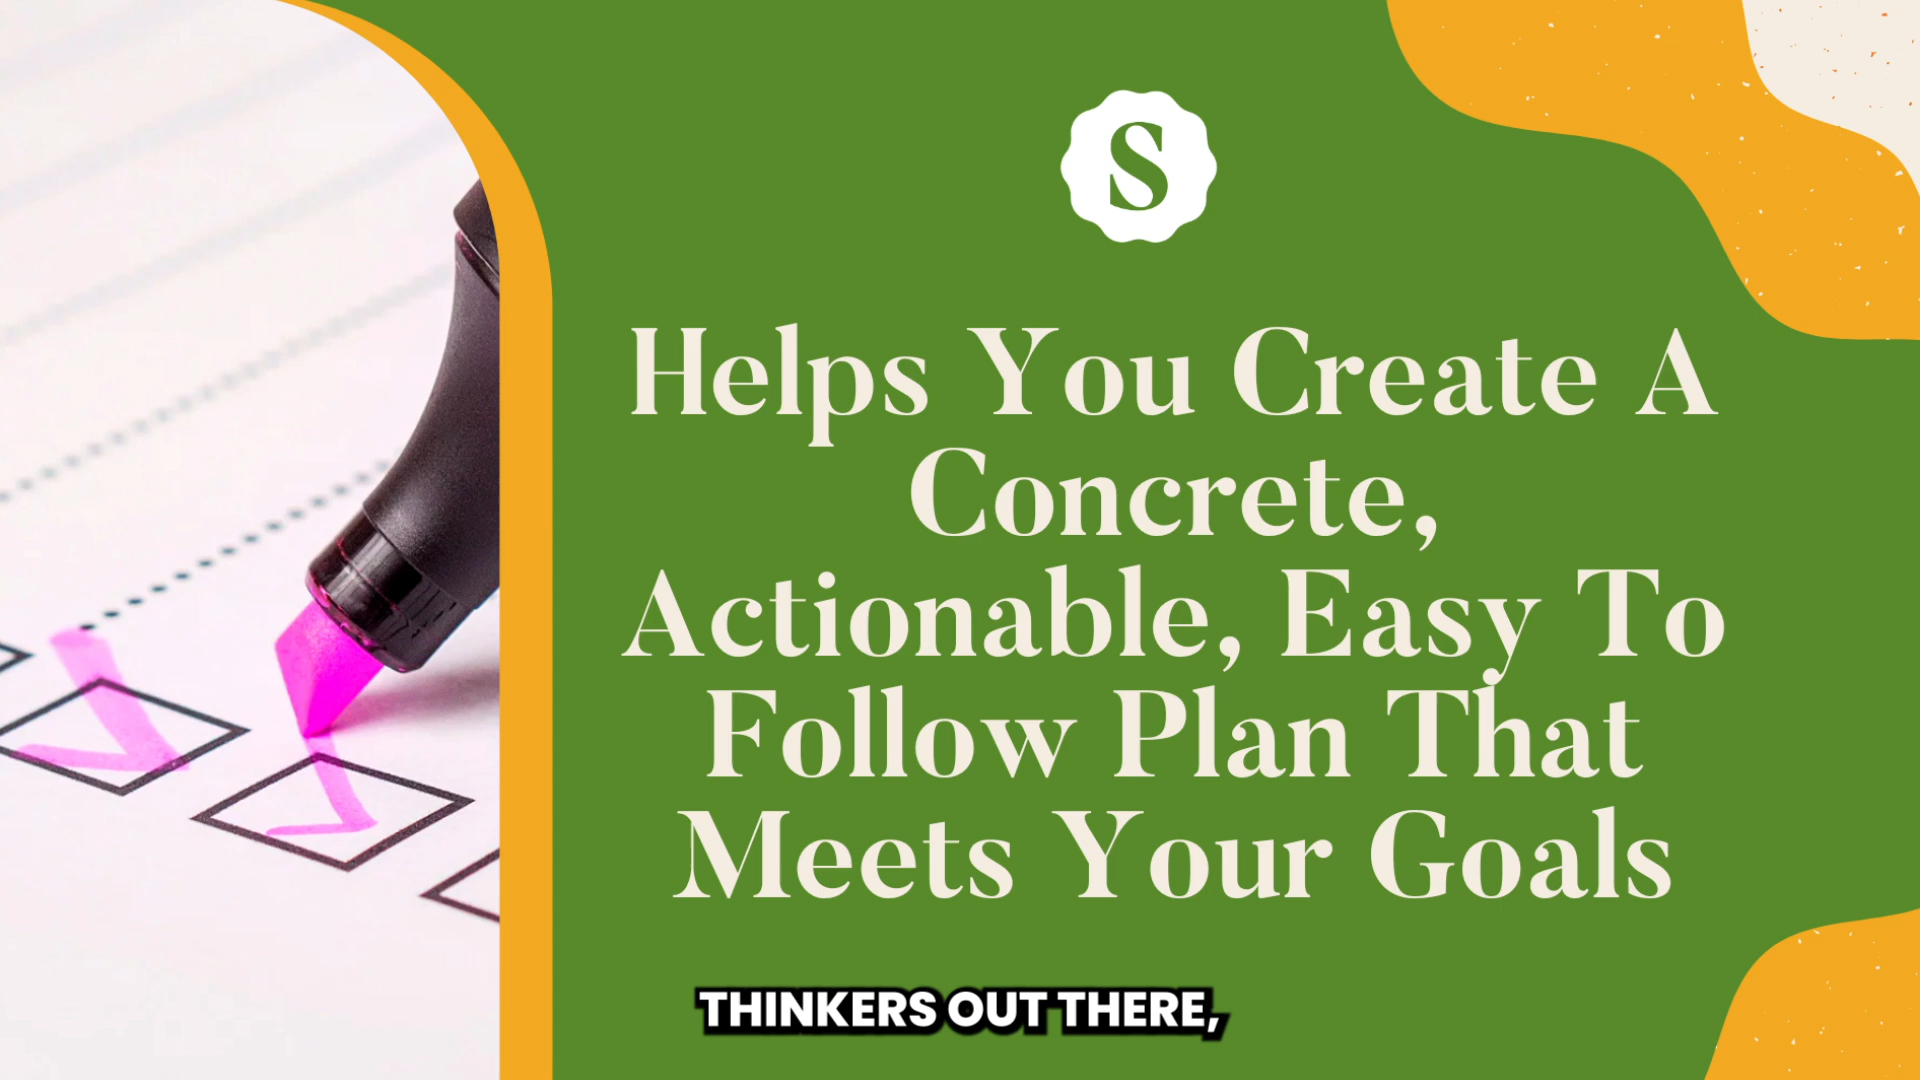 S
Helps You Create A
Concrete,
Actionable, Easy To
Follow Plan That
Meets Your Goals
THINKERS OUT THERE,